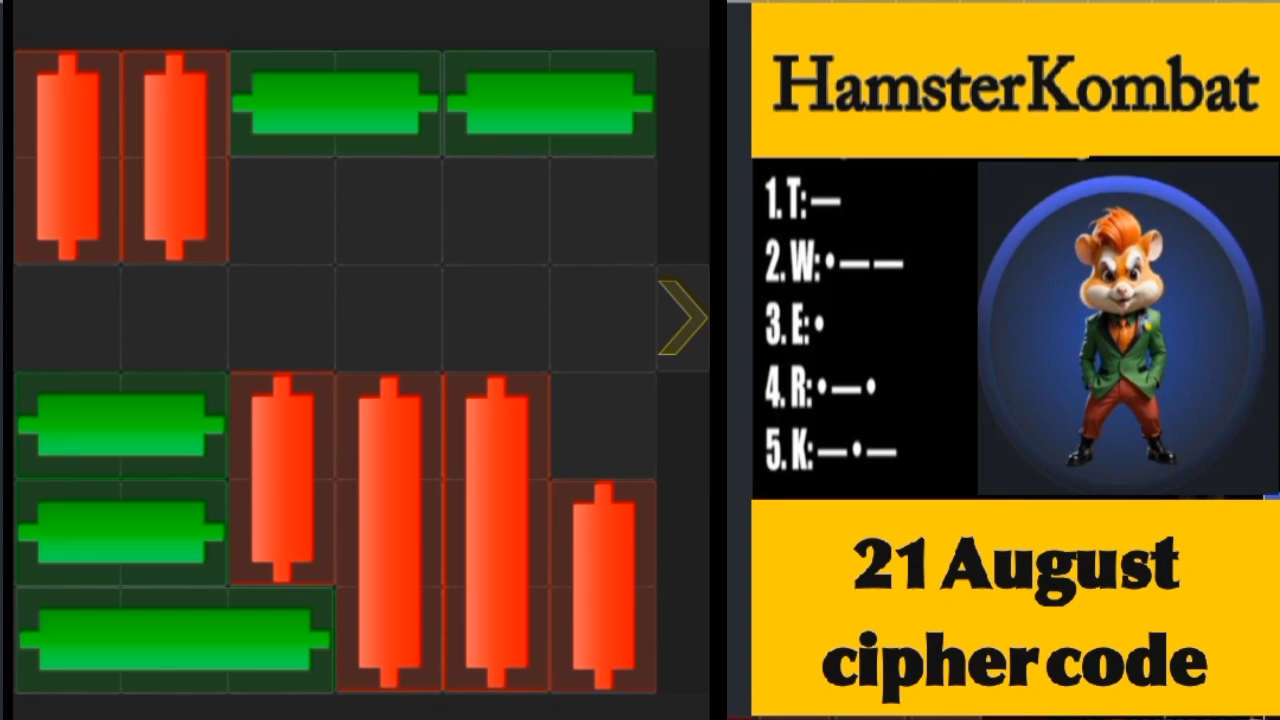 HamsterKombat
1. T: —
2. W: • — —
3. E: •
4. R: • — •
5. K: — • —
21 August
cipher code